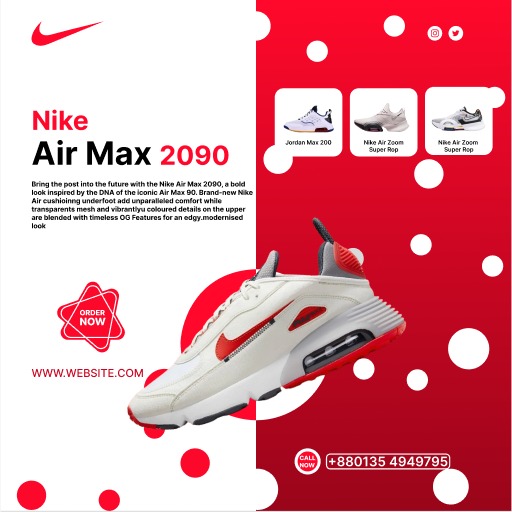 Nike
Air Max 2090
Bring the post into the future with the Nike Air Max 2090, a bold
look inspired by the DNA of the iconic Air Max 90. Brand-new Nike
Air cushioinng underfoot add unparalleled comfort while
transparents mesh and vibrantlyu coloured details on the upper
are blended with timeless OG Features for an edgy.modernised
look
Jordan Max 200
Nike Air Zoom
Super Rop
Nike Air Zoom
Super Rop
ORDER
NOW
WWW.WEBSITE.COM
CALL
NOW
+880135 4949795